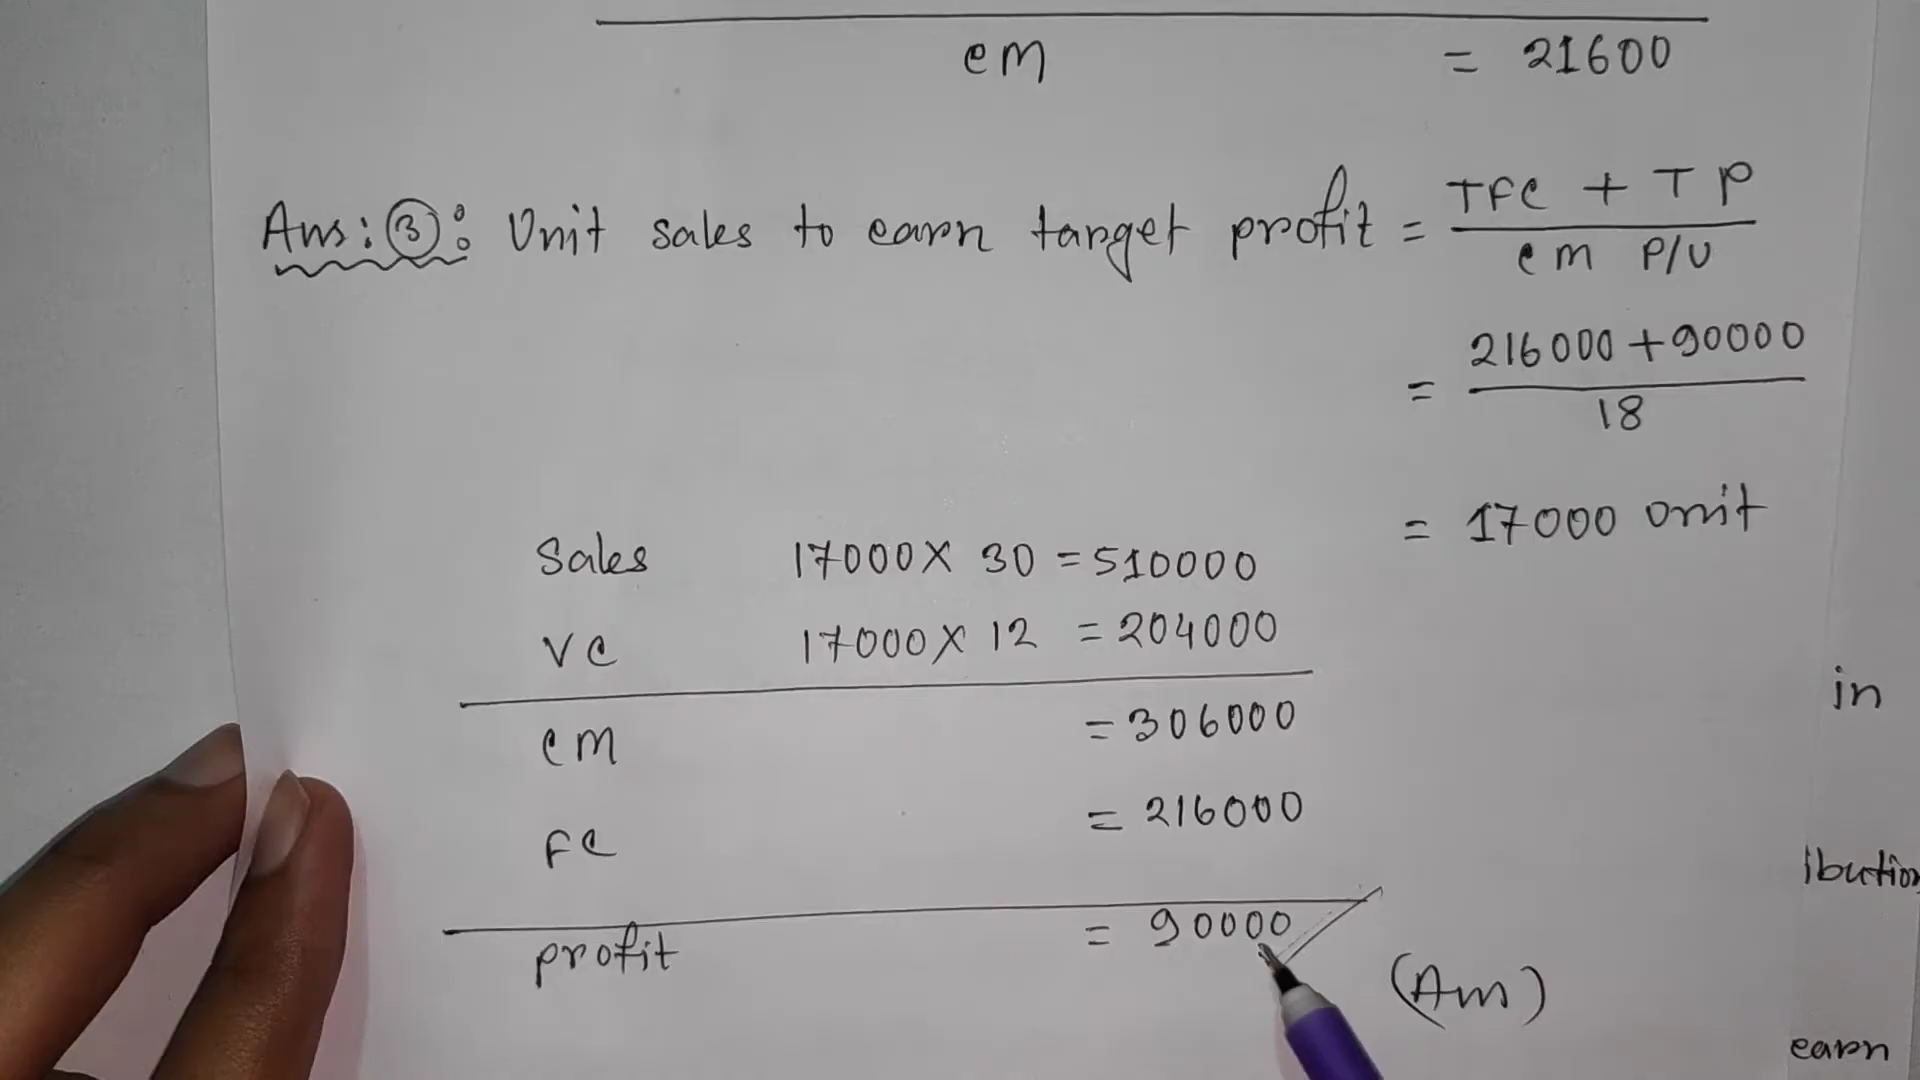 CM = 21600
Ans: ③: Unit sales to earn target profit = TFC + TP / CM P/U
= 216000 + 90000 / 18
= 17000 unit
Sales 17000 X 30 = 510000
VC 17000 X 12 = 204000
CM = 306000
FC = 216000
profit = 90000
(Ans)
in
ibution
earn